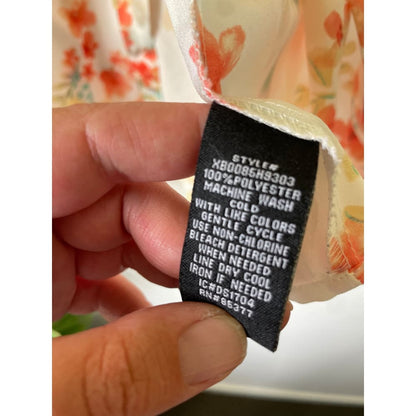 STYLE#
XB0086H9303
100%POLYESTER
MACHINE WASH
COLD
WITH LIKE COLORS
GENTLE CYCLE
USE NON-CHLORINE
BLEACH DETERGENT
WHEN NEEDED
LINE DRY COOL
IRON IF NEEDED
IC#DS1704
RN#86377